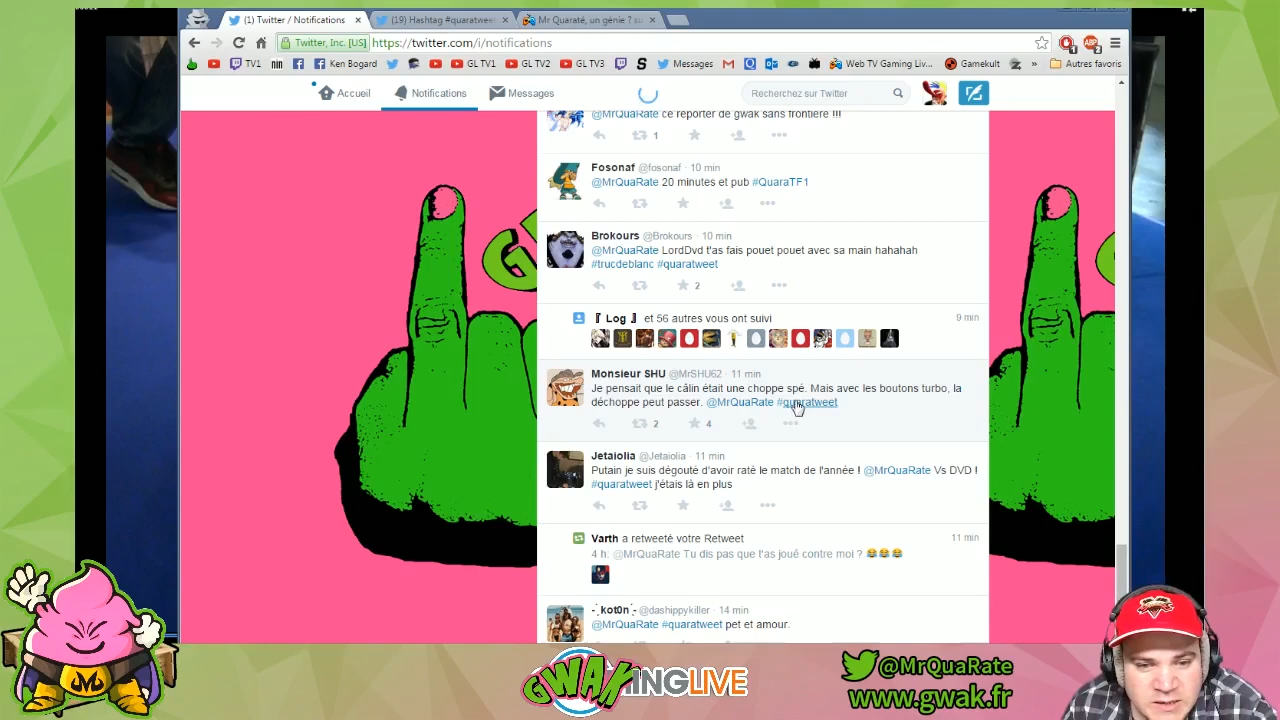 (1) Twitter / Notifications
(19) Hashtag #quaratweet
Mr Quaraté, un génie ? su
Twitter, Inc. [US]
https://twitter.com/i/notifications
TV1
Ken Bogard
GL TV1
GL TV2
GL TV3
Messages
Web TV Gaming Liv...
Gamekult
»
Autres favoris
Accueil
Notifications
Messages
Recherchez sur Twitter
@MrQuaRate ce reporter de gwak sans frontiere !!!
1
Fosonaf @fosonaf · 10 min
@MrQuaRate 20 minutes et pub #QuaraTF1
Brokours @Brokours · 10 min
@MrQuaRate LordDvd t'as fais pouet pouet avec sa main hahahah
#trucdeblanc #quaratweet
2
『 Log 』 et 56 autres vous ont suivi
9 min
Monsieur SHU @MrSHU62 · 11 min
Je pensait que le câlin était une choppe spé. Mais avec les boutons turbo, la
déchoppe peut passer. @MrQuaRate #quaratweet
2
4
Jetaiolia @Jetaiolia · 11 min
Putain je suis dégouté d'avoir raté le match de l'année ! @MrQuaRate Vs DVD !
#quaratweet j'étais là en plus
Varth a retweeté votre Retweet
11 min
4 h: @MrQuaRate Tu dis pas que t'as joué contre moi ? 😂😂😂
@dashippykiller · 14 min
@MrQuaRate #quaratweet pet et amour.
GWAKMINGLIVE
@MrQuaRate
www.gwak.fr